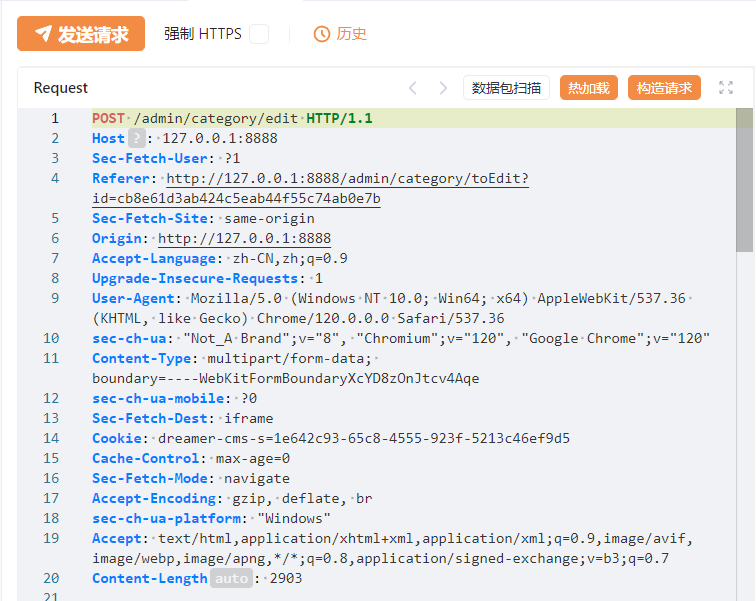 发送请求 强制 HTTPS 历史
Request 数据包扫描 热加载 构造请求
1 POST /admin/category/edit HTTP/1.1
2 Host ? : 127.0.0.1:8888
3 Sec-Fetch-User: ?1
4 Referer: http://127.0.0.1:8888/admin/category/toEdit?
id=cb8e61d3ab424c5eab44f55c74ab0e7b
5 Sec-Fetch-Site: same-origin
6 Origin: http://127.0.0.1:8888
7 Accept-Language: zh-CN,zh;q=0.9
8 Upgrade-Insecure-Requests: 1
9 User-Agent: Mozilla/5.0 (Windows NT 10.0; Win64; x64) AppleWebKit/537.36
(KHTML, like Gecko) Chrome/120.0.0.0 Safari/537.36
10 sec-ch-ua: "Not_A Brand";v="8", "Chromium";v="120", "Google Chrome";v="120"
11 Content-Type: multipart/form-data;
boundary=----WebKitFormBoundaryXcYD8zOnJtcv4Aqe
12 sec-ch-ua-mobile: ?0
13 Sec-Fetch-Dest: iframe
14 Cookie: dreamer-cms-s=1e642c93-65c8-4555-923f-5213c46ef9d5
15 Cache-Control: max-age=0
16 Sec-Fetch-Mode: navigate
17 Accept-Encoding: gzip, deflate, br
18 sec-ch-ua-platform: "Windows"
19 Accept: text/html,application/xhtml+xml,application/xml;q=0.9,image/avif,
image/webp,image/apng,*/*;q=0.8,application/signed-exchange;v=b3;q=0.7
20 Content-Length auto : 2903
21